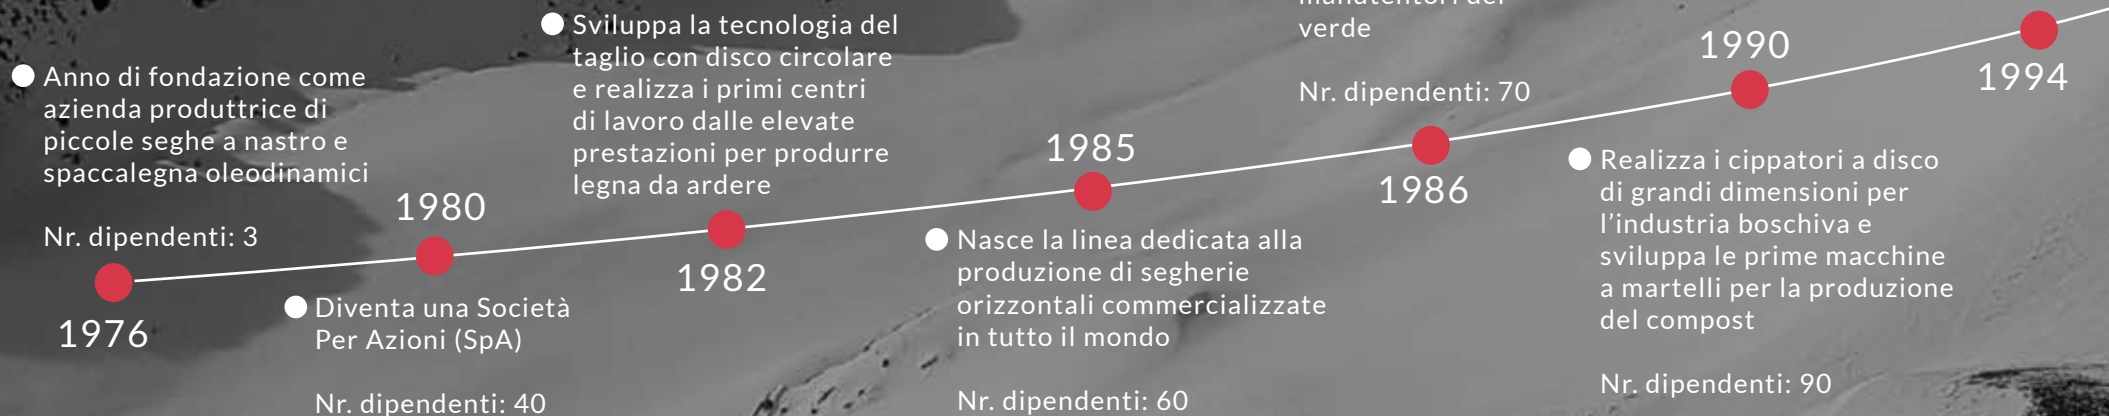 Anno di fondazione come
azienda produttrice di
piccole seghe a nastro e
spaccalegna oleodinamici
Nr. dipendenti: 3
1976
1980
Diventa una Società
Per Azioni (SpA)
Nr. dipendenti: 40
Sviluppa la tecnologia del
taglio con disco circolare
e realizza i primi centri
di lavoro dalle elevate
prestazioni per produrre
legna da ardere
1982
1985
Nasce la linea dedicata alla
produzione di segherie
orizzontali commercializzate
in tutto il mondo
Nr. dipendenti: 60
verde
Nr. dipendenti: 70
1986
1990
Realizza i cippatori a disco
di grandi dimensioni per
l’industria boschiva e
sviluppa le prime macchine
a martelli per la produzione
del compost
Nr. dipendenti: 90
1994